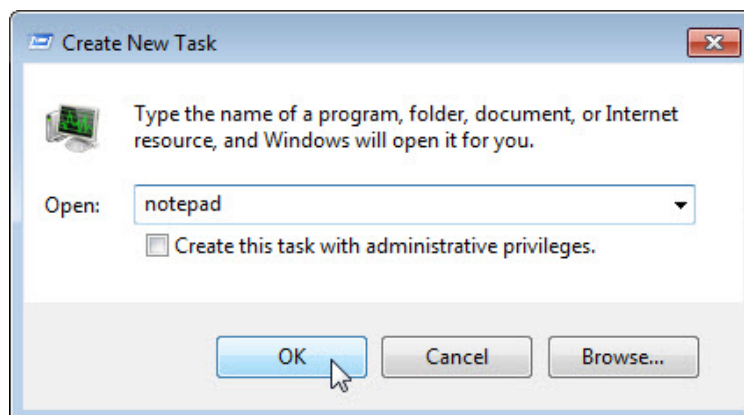 Create New Task
Type the name of a program, folder, document, or Internet
resource, and Windows will open it for you.
Open: notepad
Create this task with administrative privileges.
OK Cancel Browse...